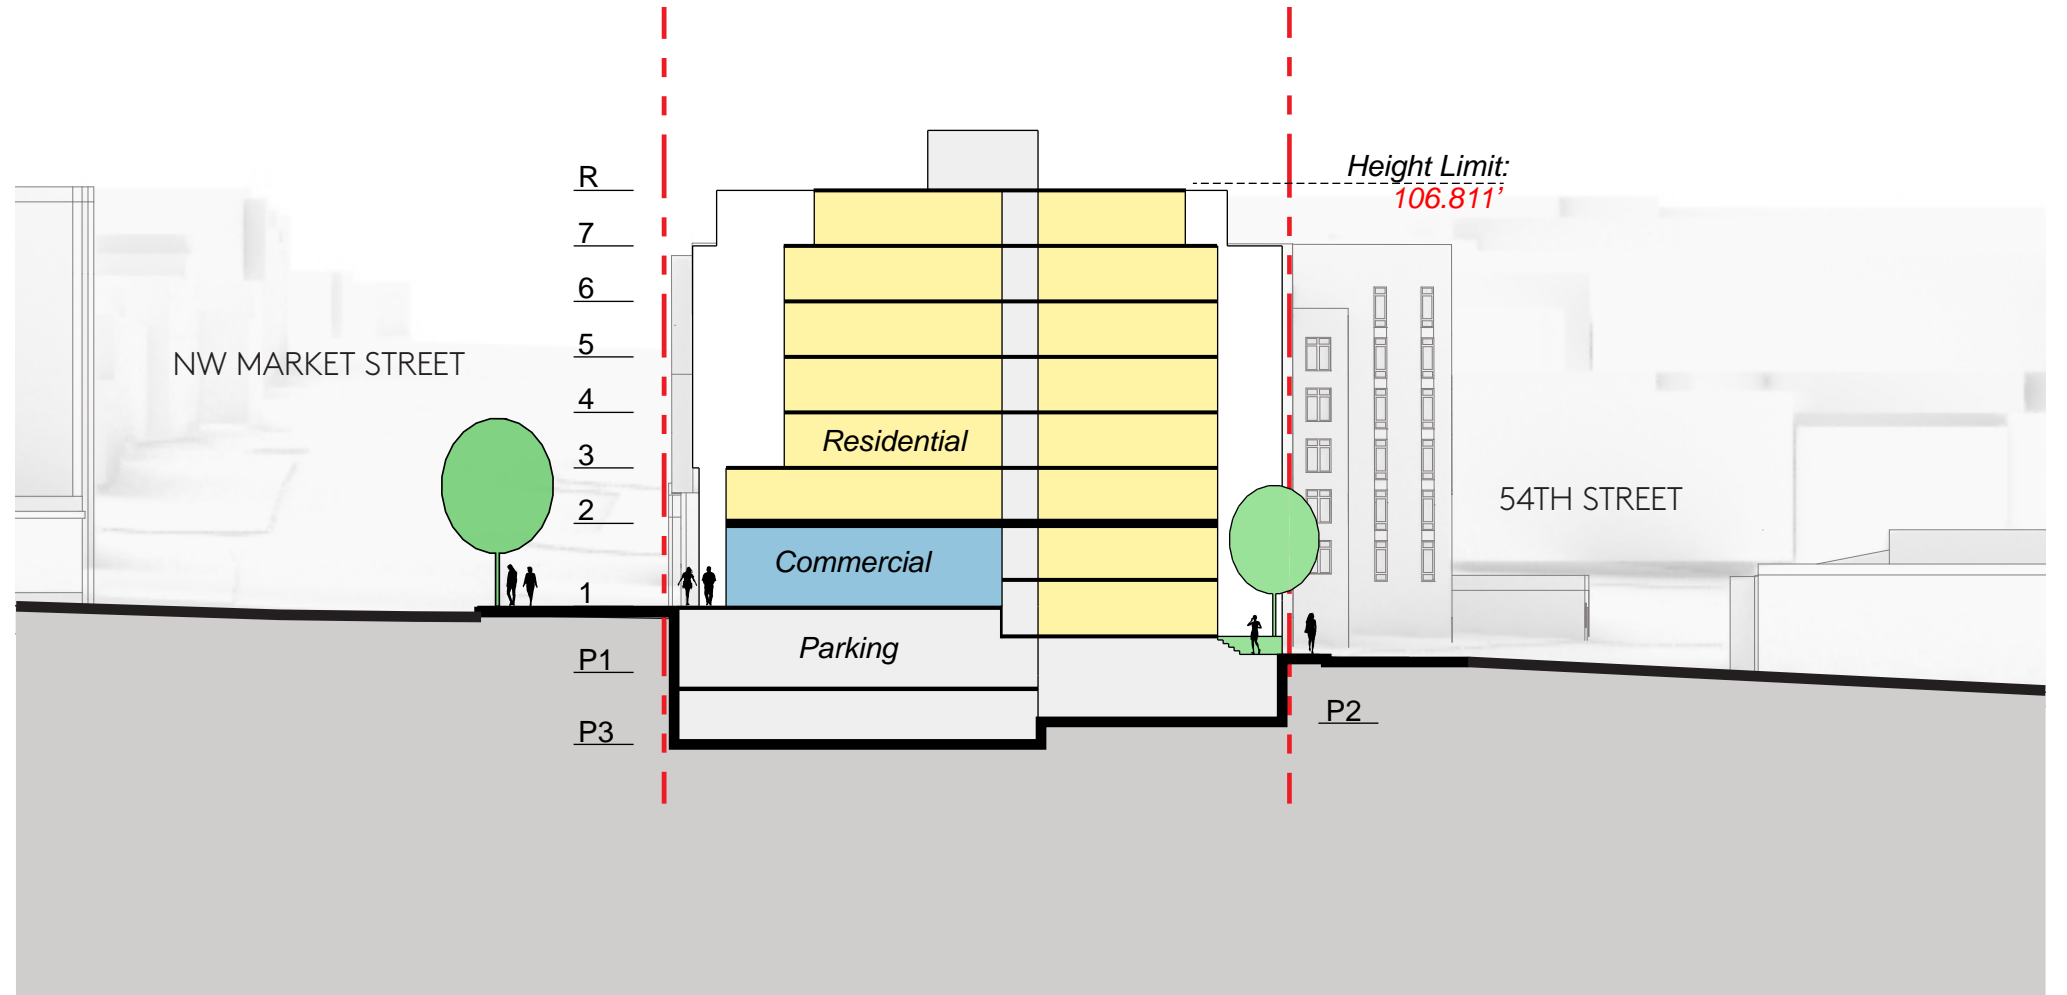 R
Height Limit:
106.811'
7
6
5
NW MARKET STREET
4
Residential
3
54TH STREET
2
Commercial
1
Parking
P1
P2
P3